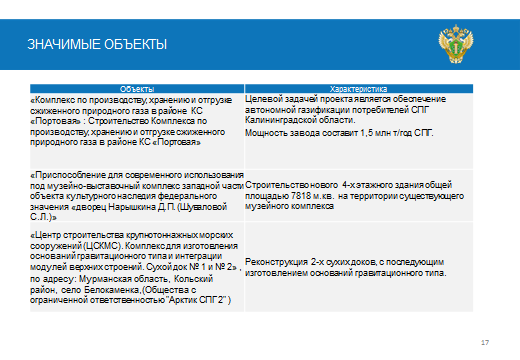 ЗНАЧИМЫЕ ОБЪЕКТЫ
Объекты
Характеристика
«Комплекс по производству, хранению и отгрузке
сжиженного природного газа в районе КС
«Портовая» : Строительство Комплекса по
производству, хранению и отгрузке сжиженного
природного газа в районе КС «Портовая»
Целевой задачей проекта является обеспечение
автономной газификации потребителей СПГ
Калининградской области.
Мощность завода составит 1,5 млн т/год СПГ.
«Приспособление для современного использования
под музейно-выставочный комплекс западной части
объекта культурного наследия федерального
значения «дворец Нарышкина Д.П. (Шуваловой
С.Л.)»
Строительство нового 4-х этажного здания общей
площадью 7818 м.кв. на территории существующего
музейного комплекса
«Центр строительства крупнотоннажных морских
сооружений (ЦСКМС). Комплекс для изготовления
оснований гравитационного типа и интеграции
модулей верхних строений. Сухой док № 1 и № 2» ,
по адресу: Мурманская область, Кольский
район, село Белокаменка,(Общества с
ограниченной ответственностью "Арктик СПГ 2" )
Реконструкция 2-х сухих доков, с последующим
изготовлением оснований гравитационного типа.
17